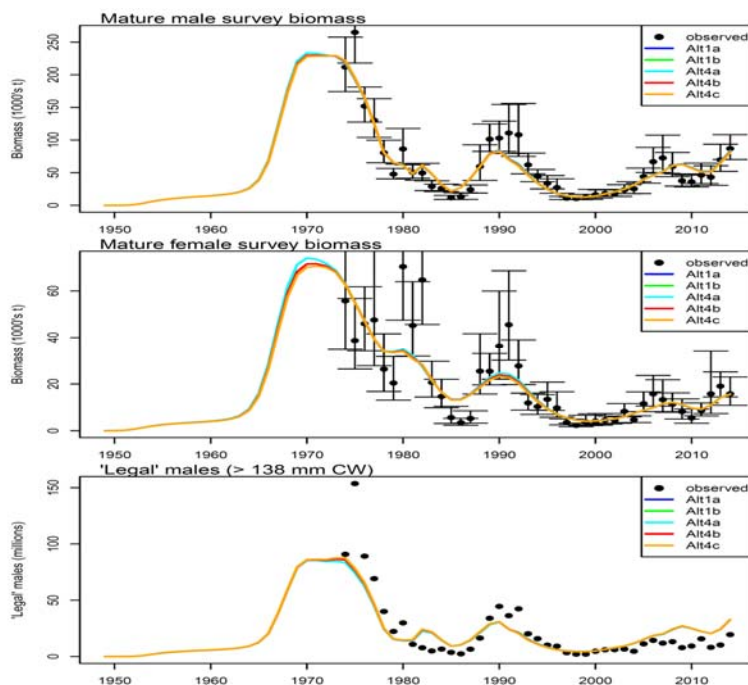 Mature male survey biomass
Biomass (1000's t)
250
200
150
100
50
0
observed
Alt1a
Alt1b
Alt4a
Alt4b
Alt4c
1950 1960 1970 1980 1990 2000 2010
Mature female survey biomass
Biomass (1000's t)
60
40
20
0
observed
Alt1a
Alt1b
Alt4a
Alt4b
Alt4c
1950 1960 1970 1980 1990 2000 2010
'Legal' males (> 138 mm CW)
'Legal' males (millions)
150
100
50
0
observed
Alt1a
Alt1b
Alt4a
Alt4b
Alt4c
1950 1960 1970 1980 1990 2000 2010